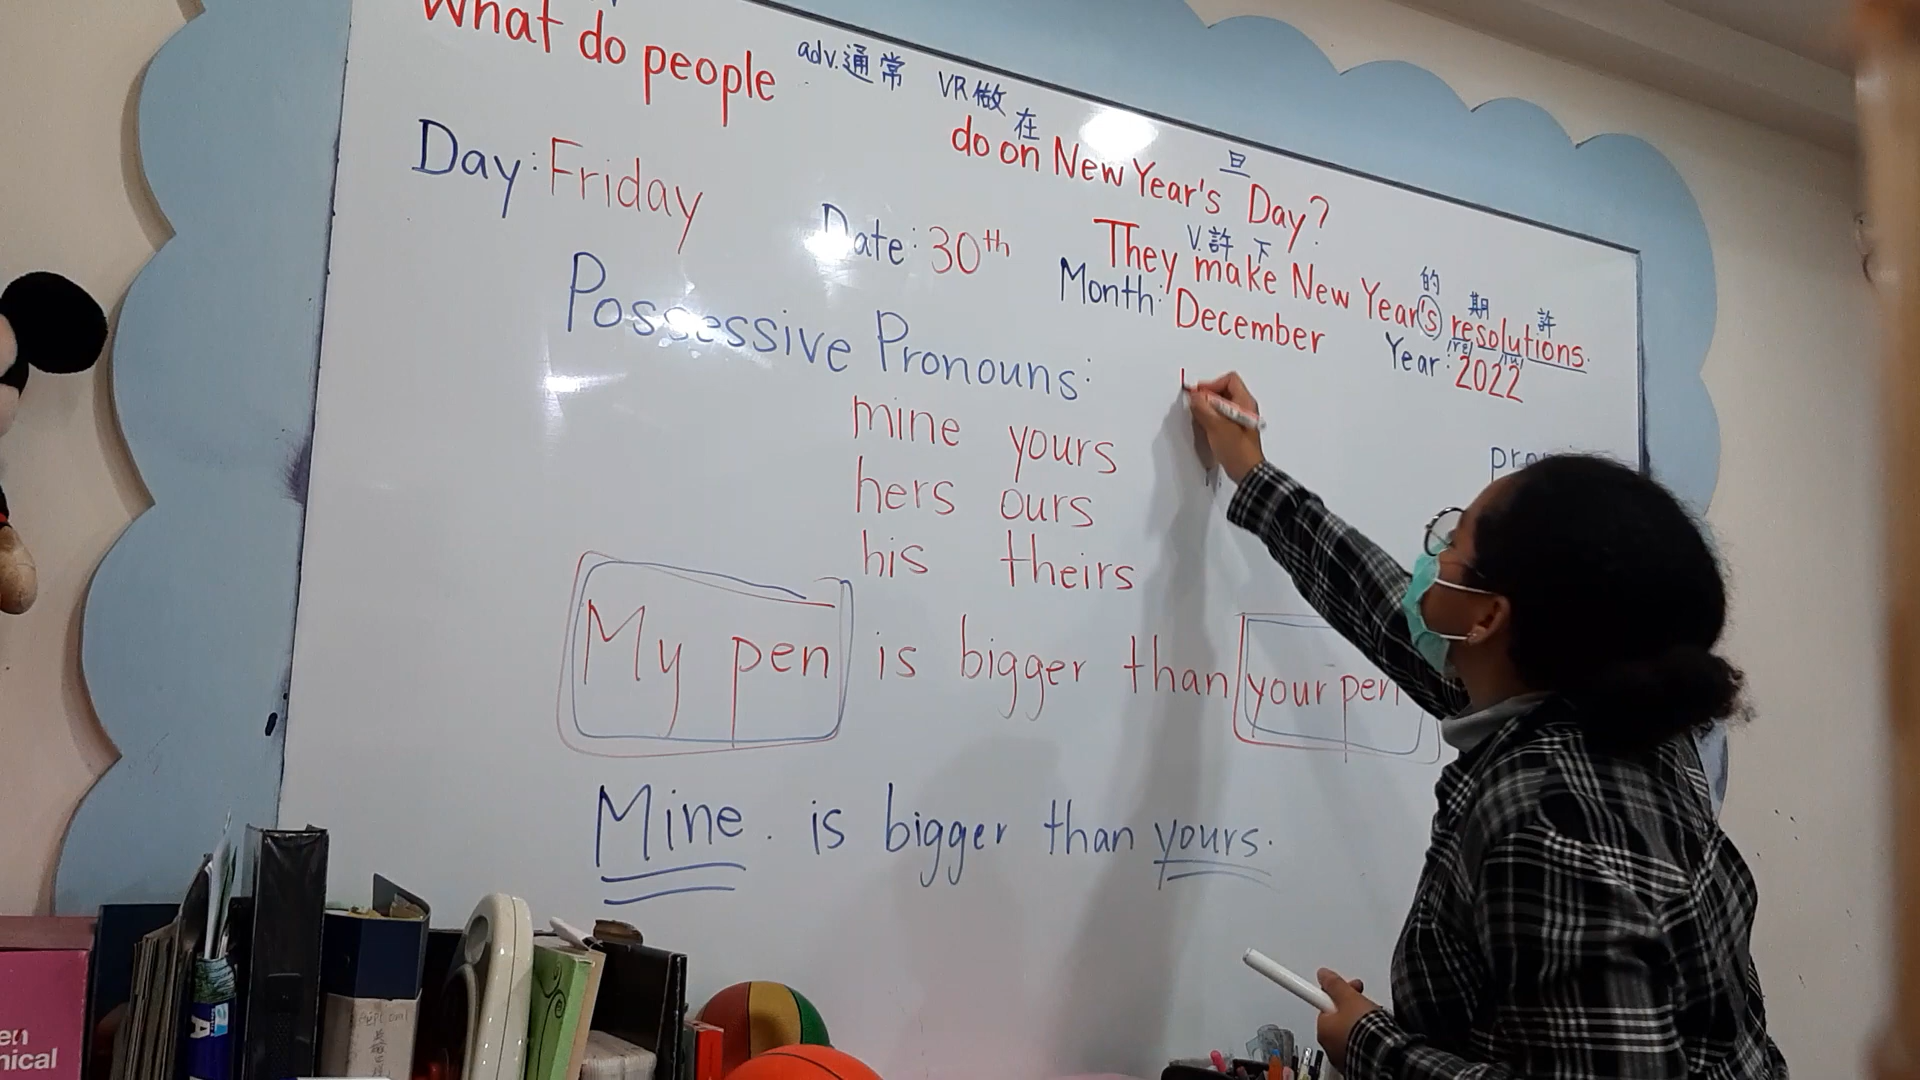 What do people
adv.通常 VR做
在
do on New Year's Day?
旦
V.許 下
They make New Year's resolutions.
的 期 許
/re/ /lu/
Day: Friday
Date: 30th
Month: December
Year: 2022
Possessive Pronouns:
mine yours
hers ours
his theirs
My pen is bigger than your pen
Mine. is bigger than yours.